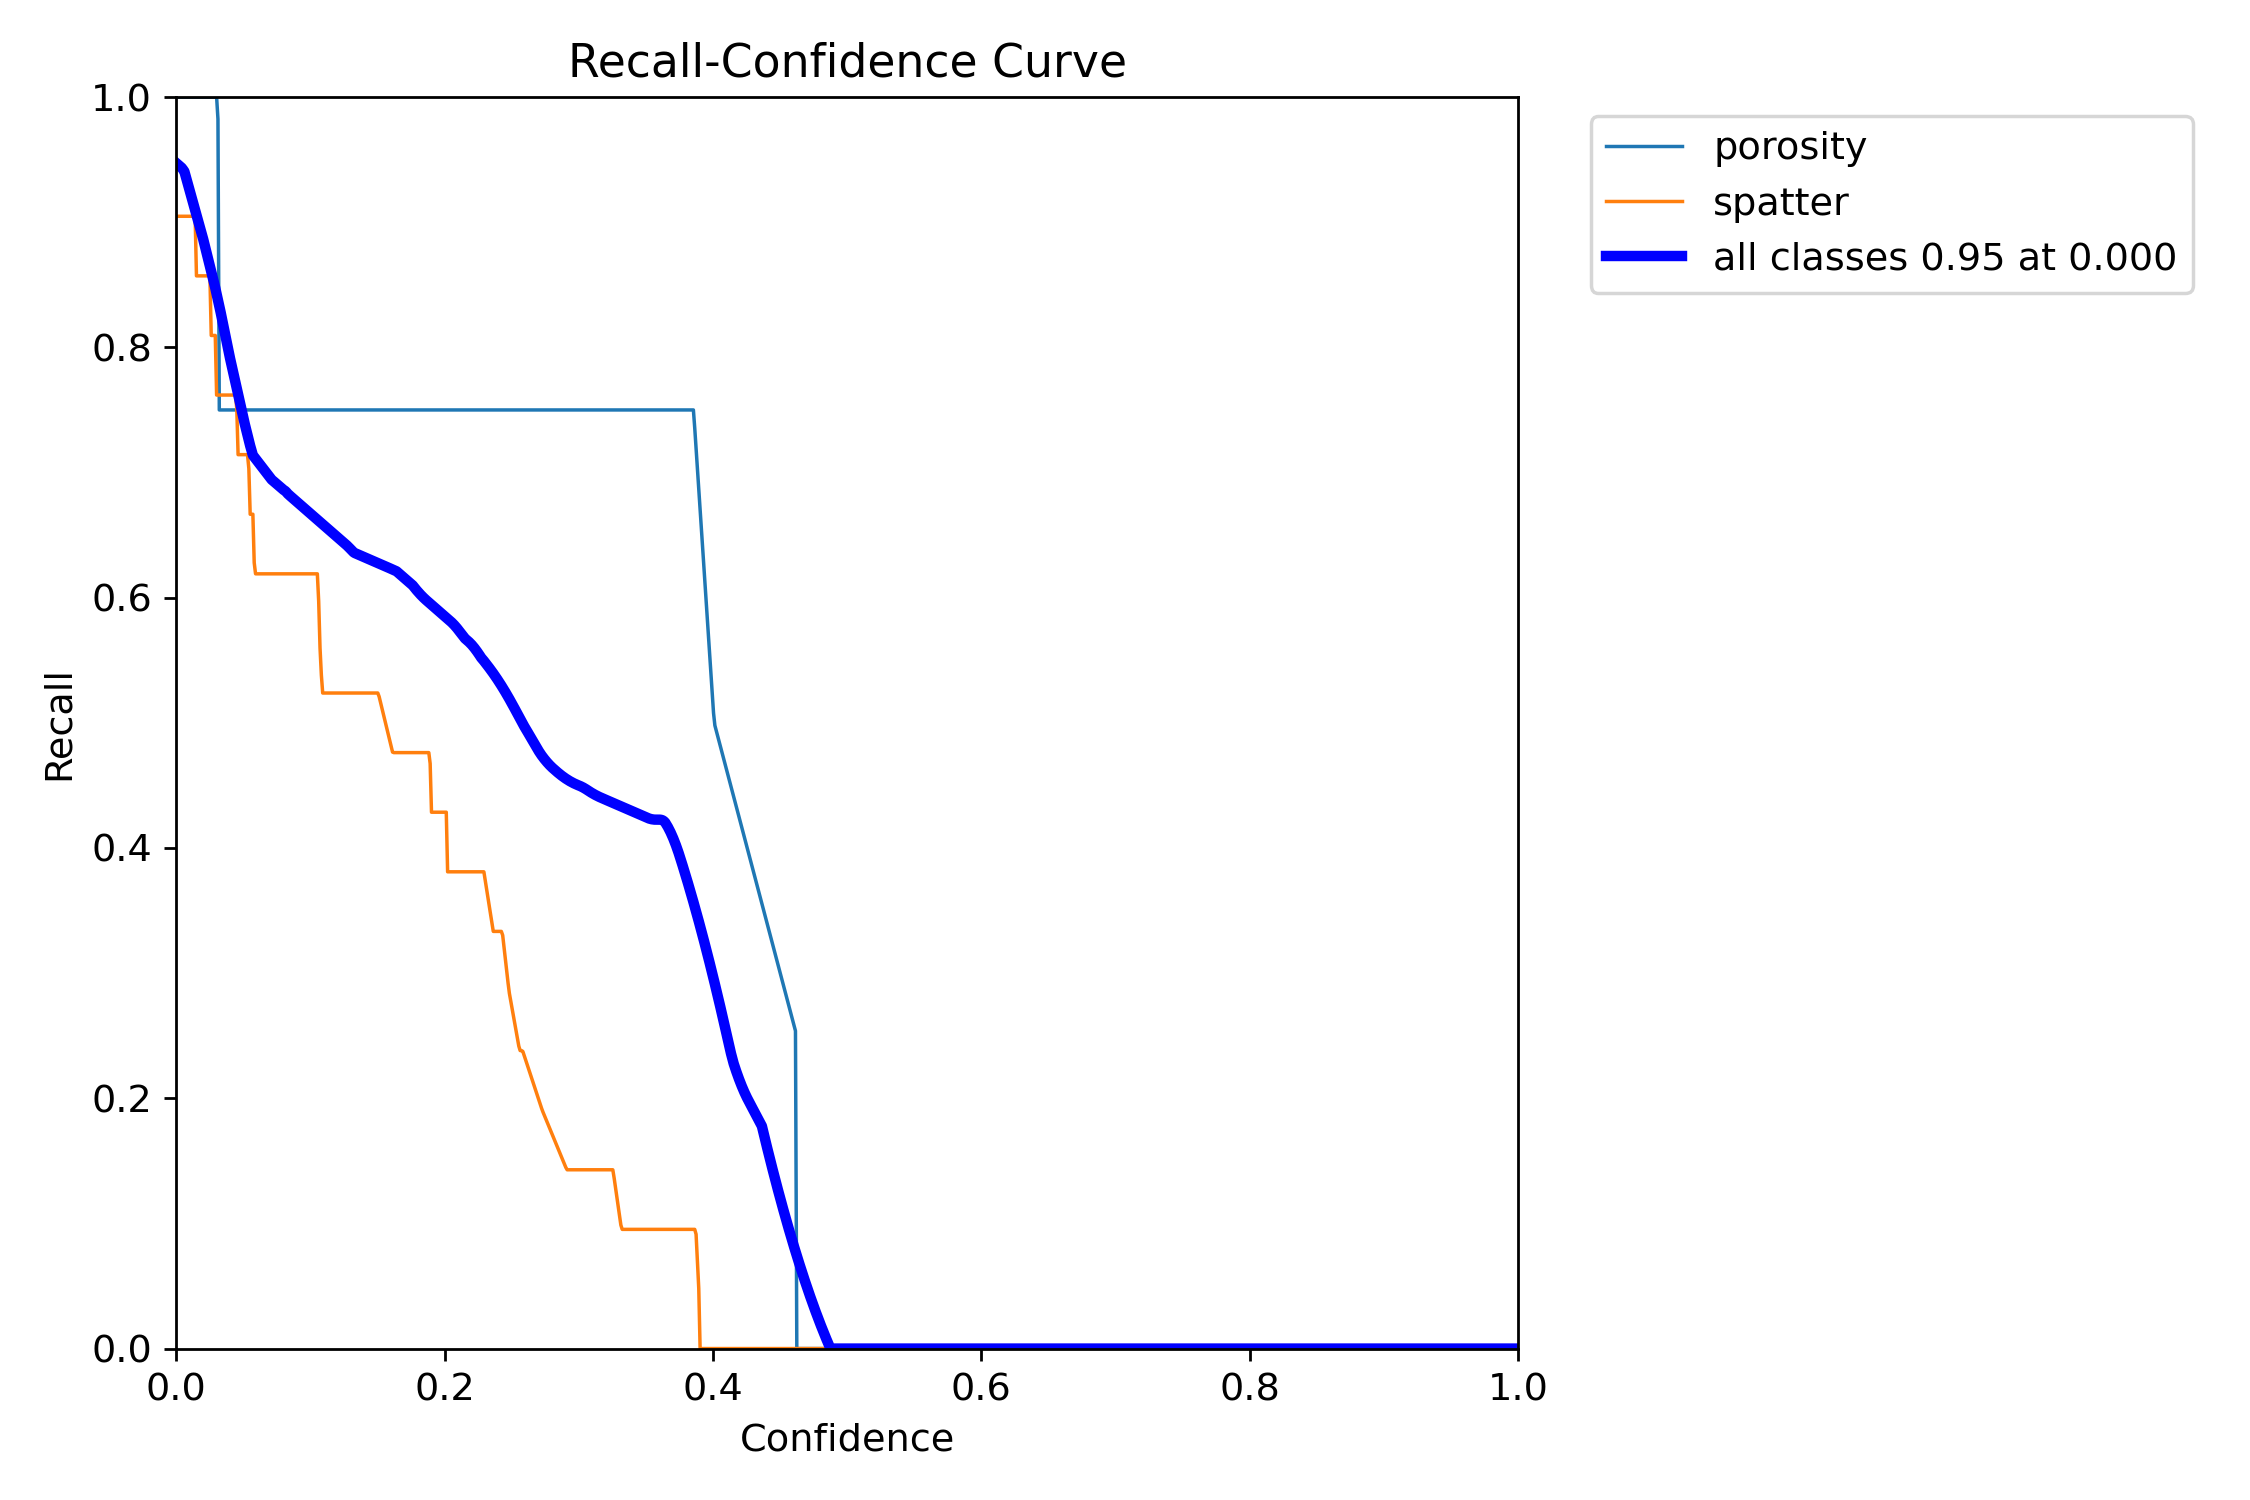 Recall-Confidence Curve
1.0
0.8
0.6
0.4
0.2
0.0
Recall
0.0 0.2 0.4 0.6 0.8 1.0
Confidence
porosity
spatter
all classes 0.95 at 0.000